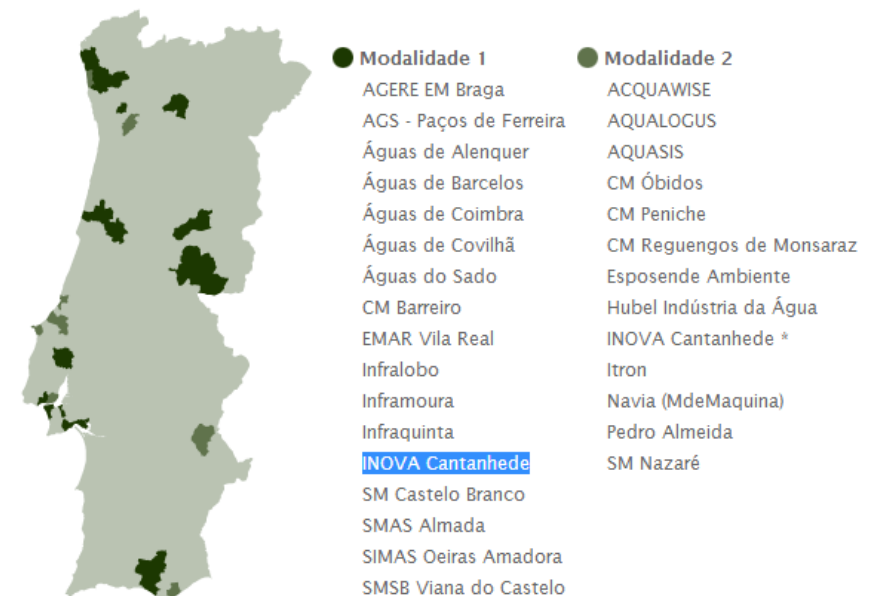 Modalidade 1
AGERE EM Braga
AGS - Paços de Ferreira
Águas de Alenquer
Águas de Barcelos
Águas de Coimbra
Águas de Covilhã
Águas do Sado
CM Barreiro
EMAR Vila Real
Infralobo
Inframoura
Infraquinta
INOVA Cantanhede
SM Castelo Branco
SMAS Almada
SIMAS Oeiras Amadora
SMSB Viana do Castelo
Modalidade 2
ACQUAWISE
AQUALOGUS
AQUASIS
CM Óbidos
CM Peniche
CM Reguengos de Monsaraz
Esposende Ambiente
Hubel Indústria da Água
INOVA Cantanhede *
Itron
Navia (MdeMaquina)
Pedro Almeida
SM Nazaré